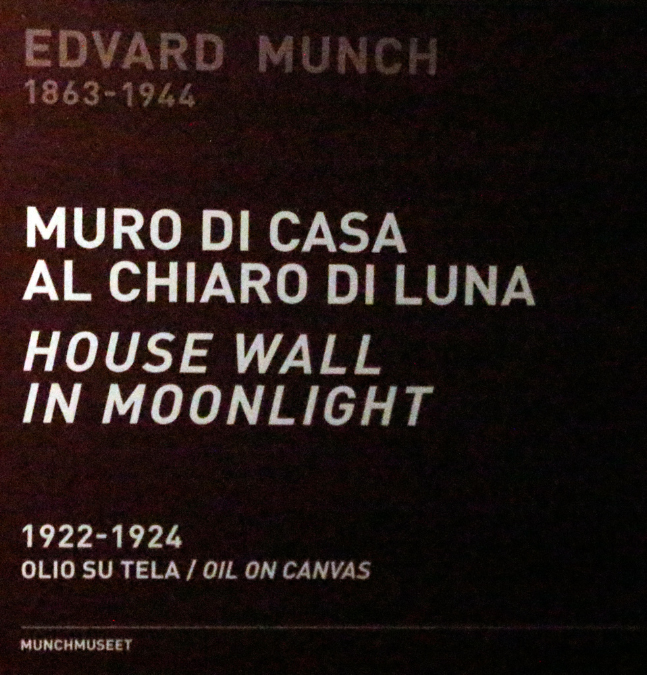 EDVARD MUNCH
1863-1944
MURO DI CASA
AL CHIARO DI LUNA
HOUSE WALL
IN MOONLIGHT
1922-1924
OLIO SU TELA / OIL ON CANVAS
MUNCHMUSEET